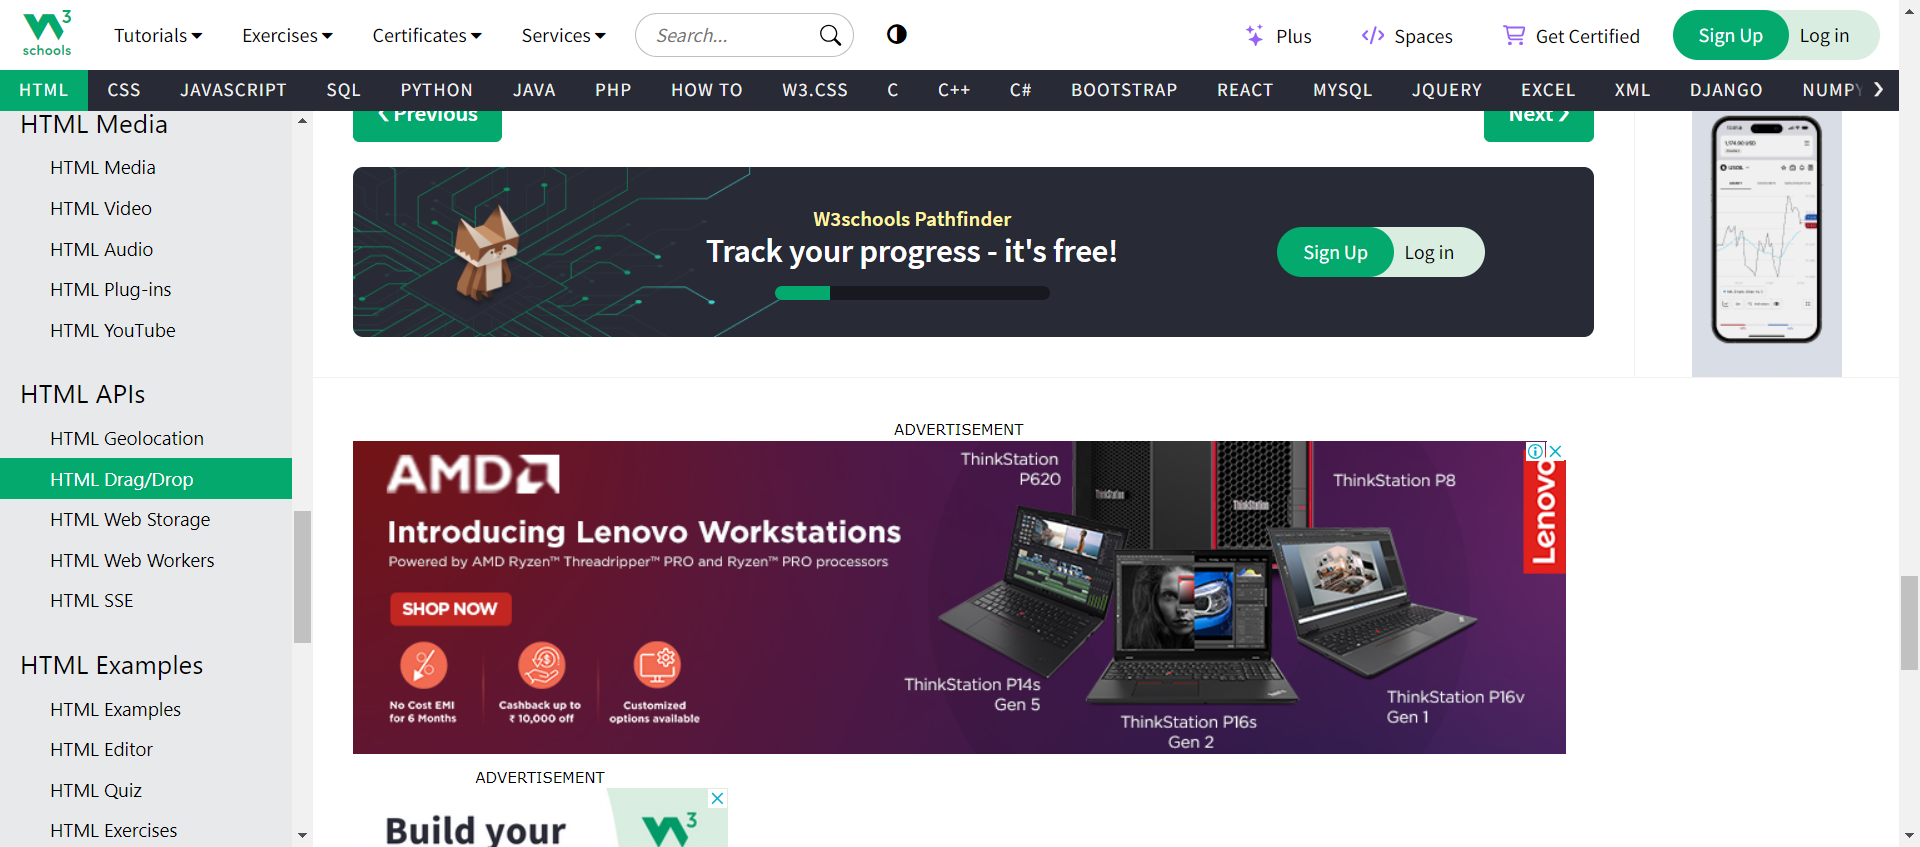 W3
schools
Tutorials
Exercises
Certificates
Services
Search...
Plus
Spaces
Get Certified
Sign Up
Log in
HTML
CSS
JAVASCRIPT
SQL
PYTHON
JAVA
PHP
HOW TO
W3.CSS
C
C++
C#
BOOTSTRAP
REACT
MYSQL
JQUERY
EXCEL
XML
DJANGO
NUMPY
HTML Media
HTML Media
HTML Video
HTML Audio
HTML Plug-ins
HTML YouTube
HTML APIs
HTML Geolocation
HTML Drag/Drop
HTML Web Storage
HTML Web Workers
HTML SSE
HTML Examples
HTML Examples
HTML Editor
HTML Quiz
HTML Exercises
❮ Previous
Next ❯
W3schools Pathfinder
Track your progress - it's free!
Sign Up
Log in
ADVERTISEMENT
AMD
Introducing Lenovo Workstations
Powered by AMD Ryzen™ Threadripper™ PRO and Ryzen™ PRO processors
SHOP NOW
No Cost EMI
for 6 Months
Cashback up to
₹ 10,000 off
Customized
options available
ThinkStation
P620
ThinkStation
ThinkStation
ThinkStation P8
Lenovo
ThinkStation P14s
Gen 5
ThinkStation P16s
Gen 2
ThinkStation P16v
Gen 1
ADVERTISEMENT
Build your
W3